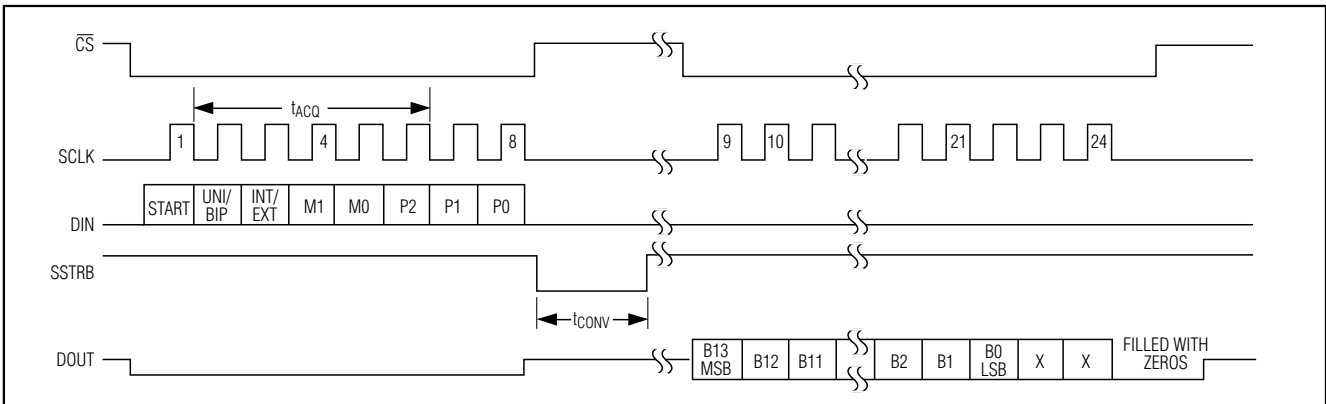 CS
tACQ
SCLK 1 4 8 9 10 21 24
DIN START UNI/ BIP INT/ EXT M1 M0 P2 P1 P0
SSTRB
tCONV
DOUT B13 MSB B12 B11 B2 B1 B0 LSB X X FILLED WITH ZEROS